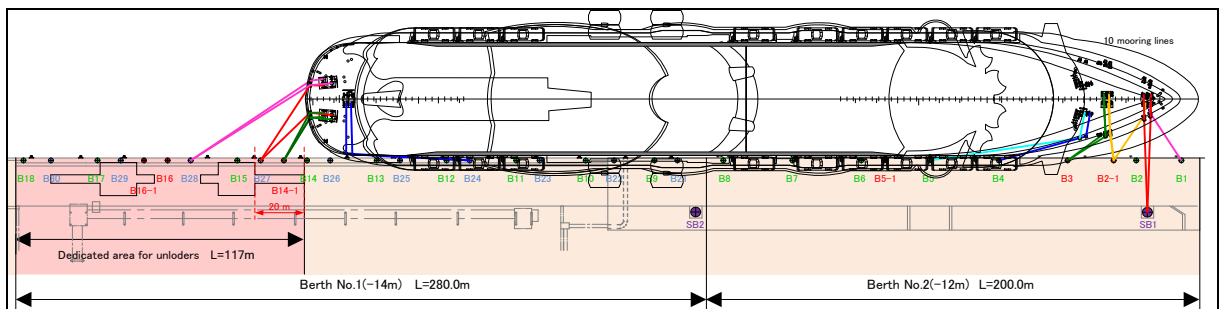 10 mooring lines
B18 B30 B17 B29 B16 B28 B15 B27 B14 B26 B13 B25 B12 B24 B11 B23 B10 B22 B9 B20 B8 B7 B6 B5-1 B5 B4 B3 B2-1 B2 B1
B16-1 B14-1
20 m
SB2 SB1
Dedicated area for unloders L=117m
Berth No.1(-14m) L=280.0m Berth No.2(-12m) L=200.0m